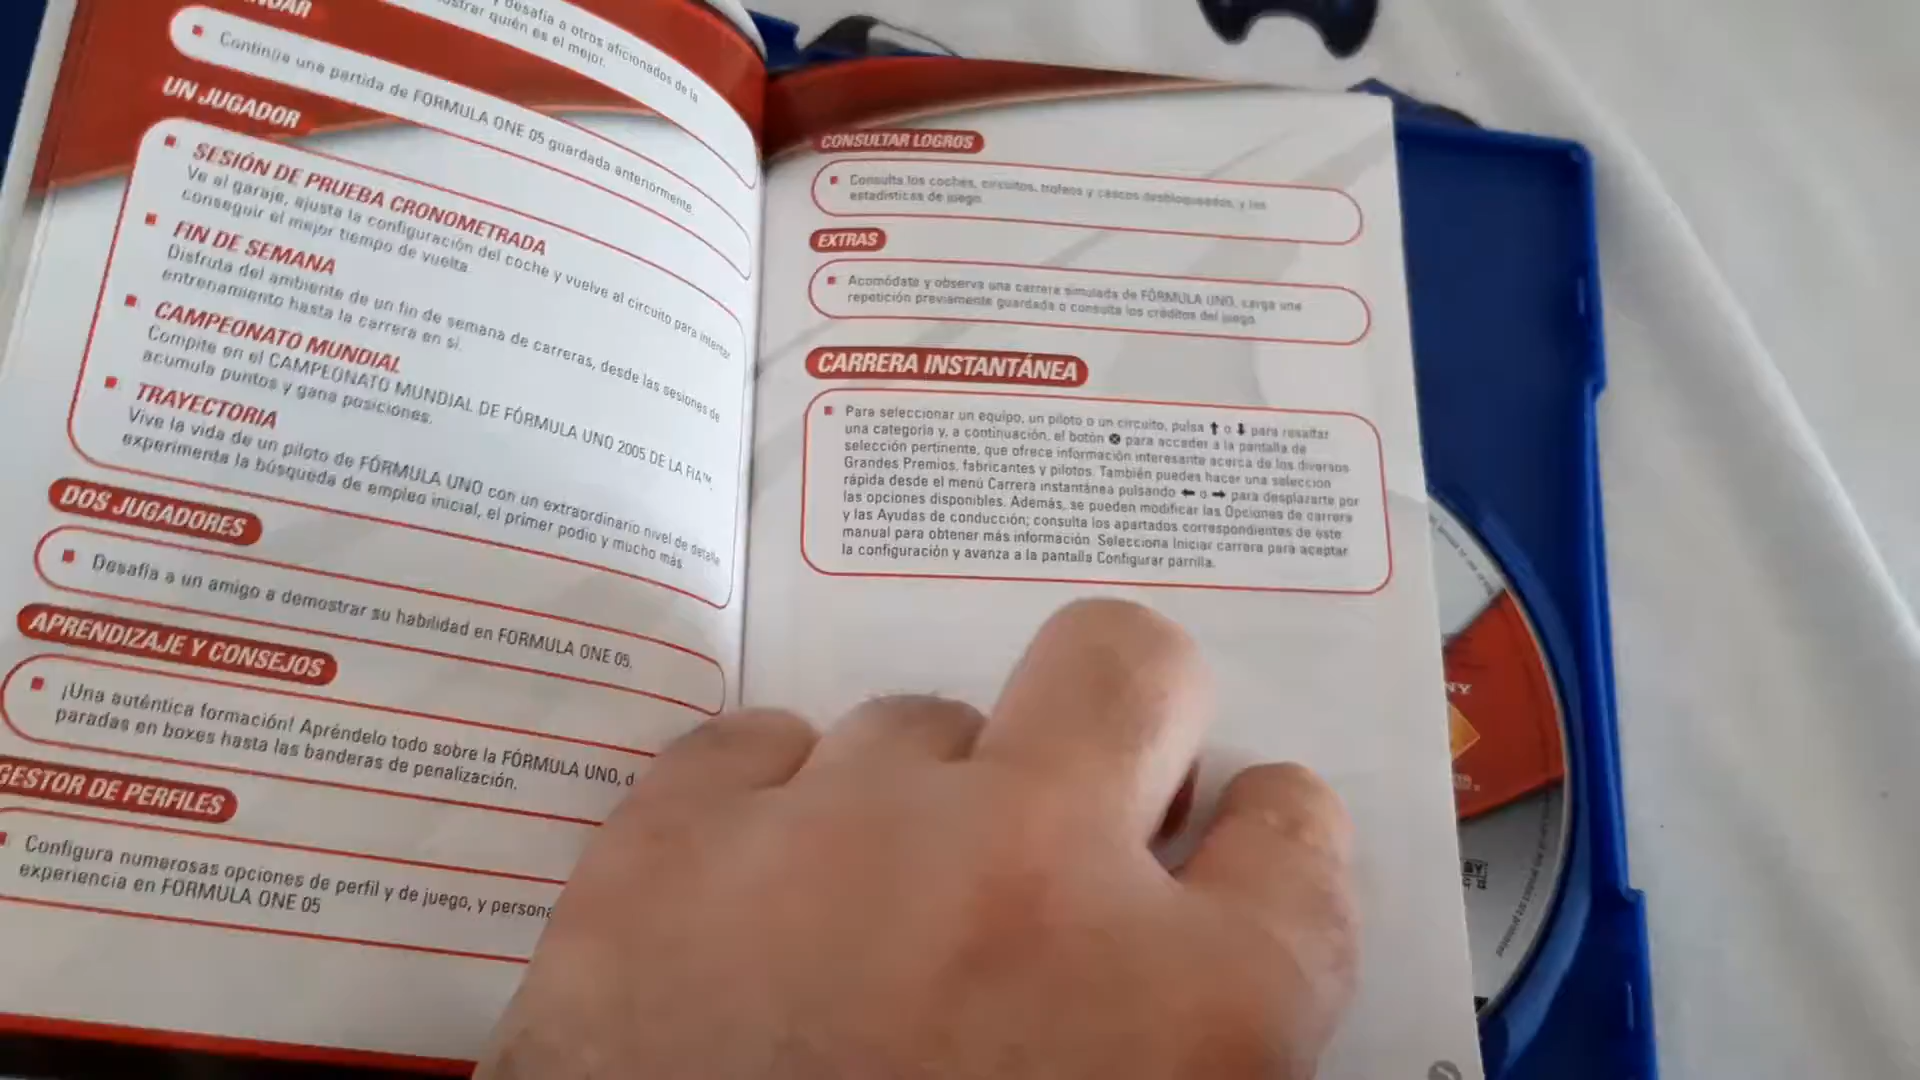 desafía a otros aficionados de la
strar quién es el mejor.
Continúa una partida de FORMULA ONE 05 guardada anteriormente.
UN JUGADOR
SESIÓN DE PRUEBA CRONOMETRADA
Ve al garaje, ajusta la configuración del coche y vuelve al circuito para intentar
conseguir el mejor tiempo de vuelta.
FIN DE SEMANA
Disfruta del ambiente de un fin de semana de carreras, desde las sesiones de
entrenamiento hasta la carrera en sí.
CAMPEONATO MUNDIAL
Compite en el CAMPEONATO MUNDIAL DE FÓRMULA UNO 2005 DE LA FIA™,
acumula puntos y gana posiciones.
TRAYECTORIA
Vive la vida de un piloto de FÓRMULA UNO con un extraordinario nivel de detalle
experimenta la búsqueda de empleo inicial, el primer podio y mucho más.
DOS JUGADORES
Desafía a un amigo a demostrar su habilidad en FORMULA ONE 05.
APRENDIZAJE Y CONSEJOS
¡Una auténtica formación! Apréndelo todo sobre la FÓRMULA UNO, d
paradas en boxes hasta las banderas de penalización.
GESTOR DE PERFILES
Configura numerosas opciones de perfil y de juego, y persona
experiencia en FORMULA ONE 05
CONSULTAR LOGROS
Consulta los coches, circuitos, trofeos y cascos desbloqueados, y las
estadísticas de juego.
EXTRAS
Acomódate y observa una carrera simulada de FÓRMULA UNO, carga una
repetición previamente guardada o consulta los créditos del juego.
CARRERA INSTANTÁNEA
Para seleccionar un equipo, un piloto o un circuito, pulsa ⬆ o ⬇ para resaltar
una categoría y, a continuación, el botón ⊗ para acceder a la pantalla de
selección pertinente, que ofrece información interesante acerca de los diversos
Grandes Premios, fabricantes y pilotos. También puedes hacer una selección
rápida desde el menú Carrera instantánea pulsando ⬅ o ➡ para desplazarte por
las opciones disponibles. Además, se pueden modificar las Opciones de carrera
y las Ayudas de conducción; consulta los apartados correspondientes de este
manual para obtener más información. Selecciona Iniciar carrera para aceptar
la configuración y avanza a la pantalla Configurar parrilla.
NY